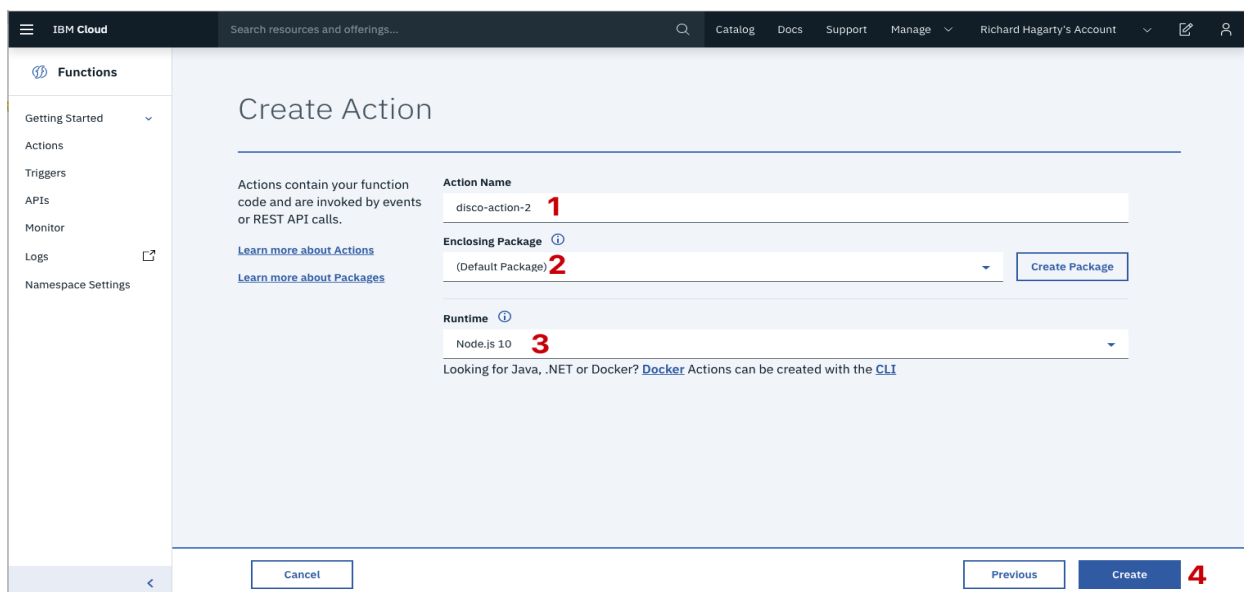 IBM Cloud
Search resources and offerings...
Catalog
Docs
Support
Manage
Richard Hagarty's Account
Functions
Getting Started
Actions
Triggers
APIs
Monitor
Logs
Namespace Settings
Create Action
Actions contain your function
code and are invoked by events
or REST API calls.
Learn more about Actions
Learn more about Packages
Action Name
disco-action-2 1
Enclosing Package
(Default Package) 2
Create Package
Runtime
Node.js 10 3
Looking for Java, .NET or Docker? Docker Actions can be created with the CLI
Cancel
Previous
Create 4